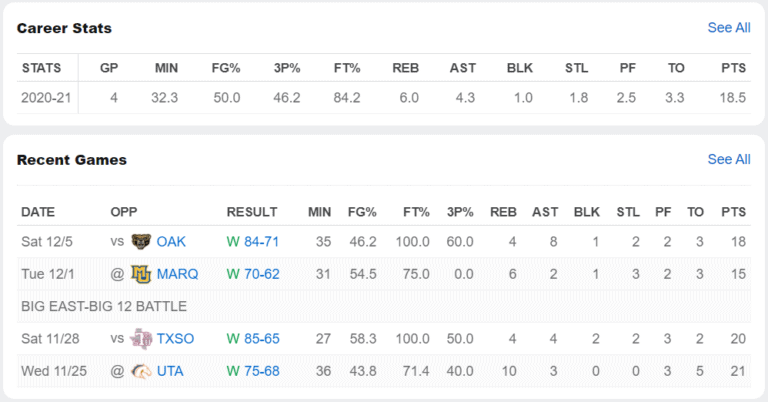 Career Stats See All
STATS GP MIN FG% 3P% FT% REB AST BLK STL PF TO PTS
2020-21 4 32.3 50.0 46.2 84.2 6.0 4.3 1.0 1.8 2.5 3.3 18.5
Recent Games See All
DATE OPP RESULT MIN FG% FT% 3P% REB AST BLK STL PF TO PTS
Sat 12/5 vs OAK W 84-71 35 46.2 100.0 60.0 4 8 1 2 2 3 18
Tue 12/1 @ MU MARQ W 70-62 31 54.5 75.0 0.0 6 2 1 3 2 3 15
BIG EAST-BIG 12 BATTLE
Sat 11/28 vs TXSO W 85-65 27 58.3 100.0 50.0 4 4 2 2 3 2 20
Wed 11/25 @ UTA W 75-68 36 43.8 71.4 40.0 10 3 0 0 3 5 21